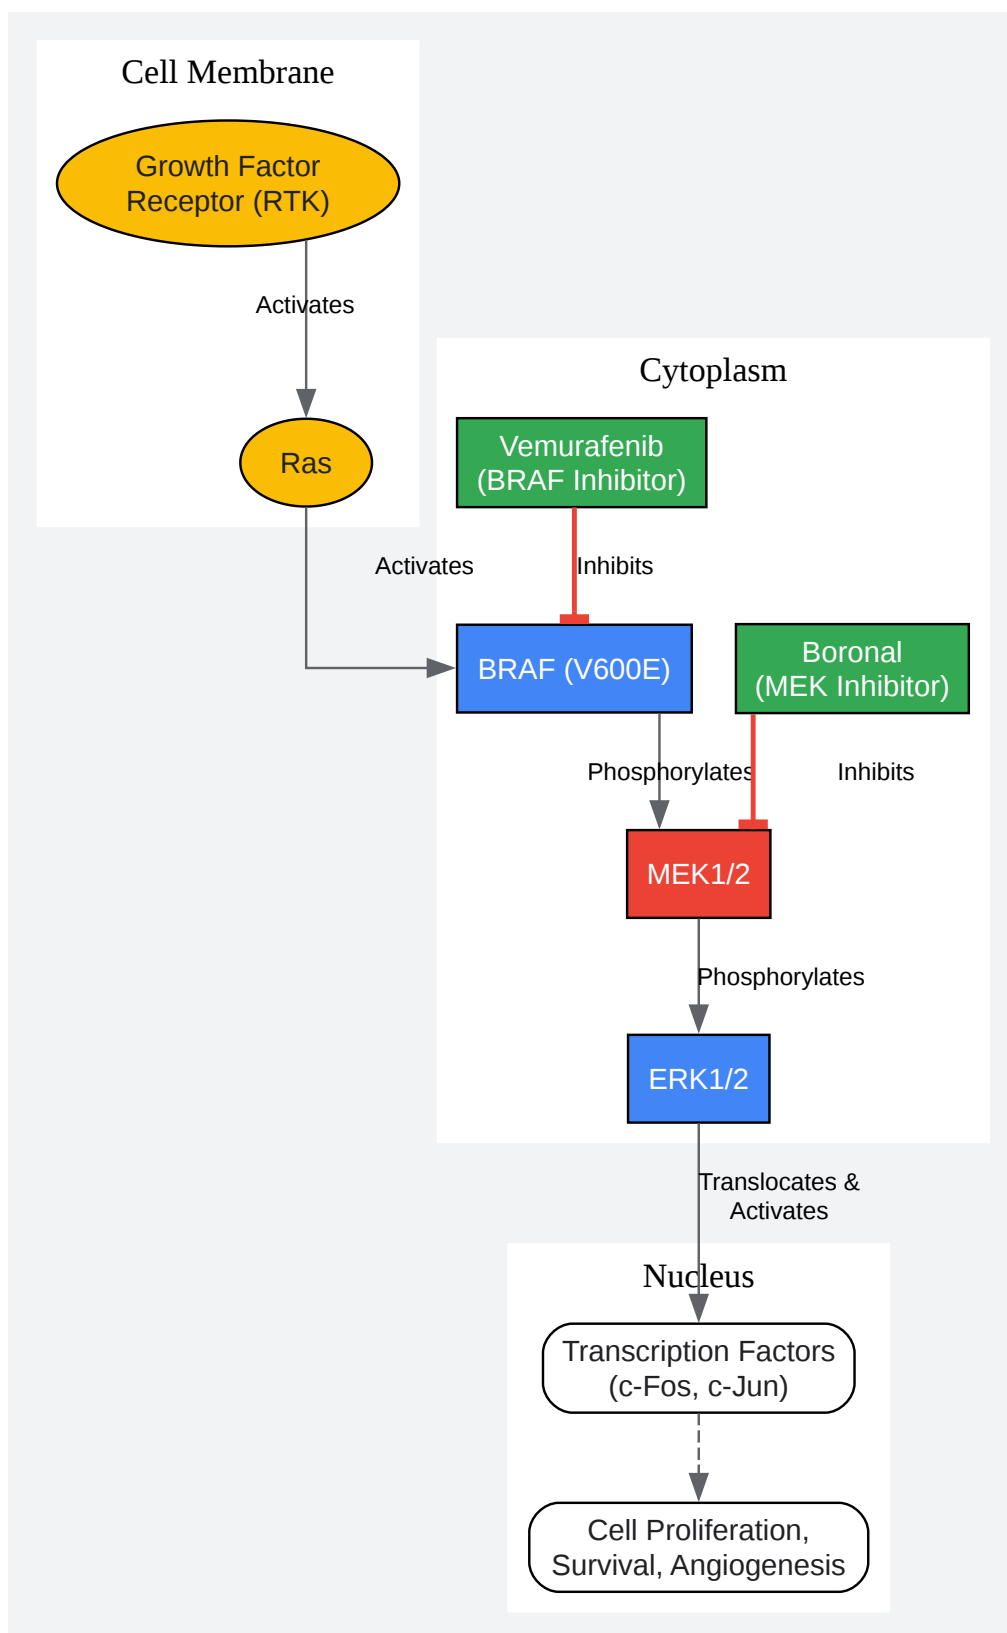 Cell Membrane
Growth Factor
Receptor (RTK)
Activates
Ras
Cytoplasm
Vemurafenib
(BRAF Inhibitor)
Activates
Inhibits
BRAF (V600E)
Boronal
(MEK Inhibitor)
Phosphorylates
Inhibits
MEK1/2
Phosphorylates
ERK1/2
Translocates &
Activates
Nucleus
Transcription Factors
(c-Fos, c-Jun)
Cell Proliferation,
Survival, Angiogenesis